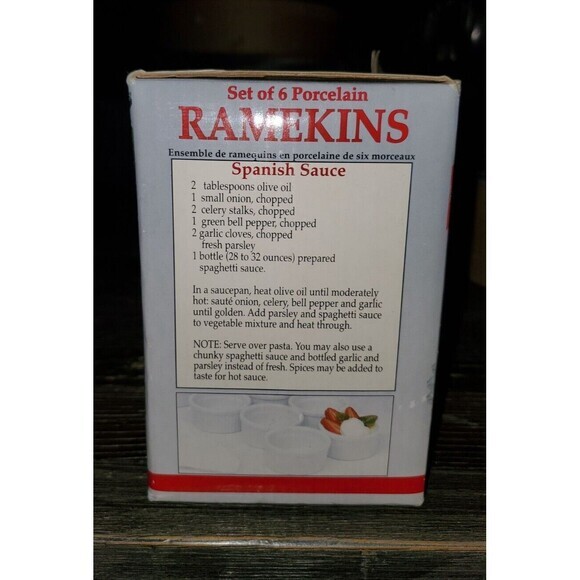 Set of 6 Porcelain
RAMEKINS
Ensemble de ramequins en porcelaine de six morceaux
Spanish Sauce
2 tablespoons olive oil
1 small onion, chopped
2 celery stalks, chopped
1 green bell pepper, chopped
2 garlic cloves, chopped
fresh parsley
1 bottle (28 to 32 ounces) prepared
spaghetti sauce.
In a saucepan, heat olive oil until moderately
hot: sauté onion, celery, bell pepper and garlic
until golden. Add parsley and spaghetti sauce
to vegetable mixture and heat through.
NOTE: Serve over pasta. You may also use a
chunky spaghetti sauce and bottled garlic and
parsley instead of fresh. Spices may be added to
taste for hot sauce.